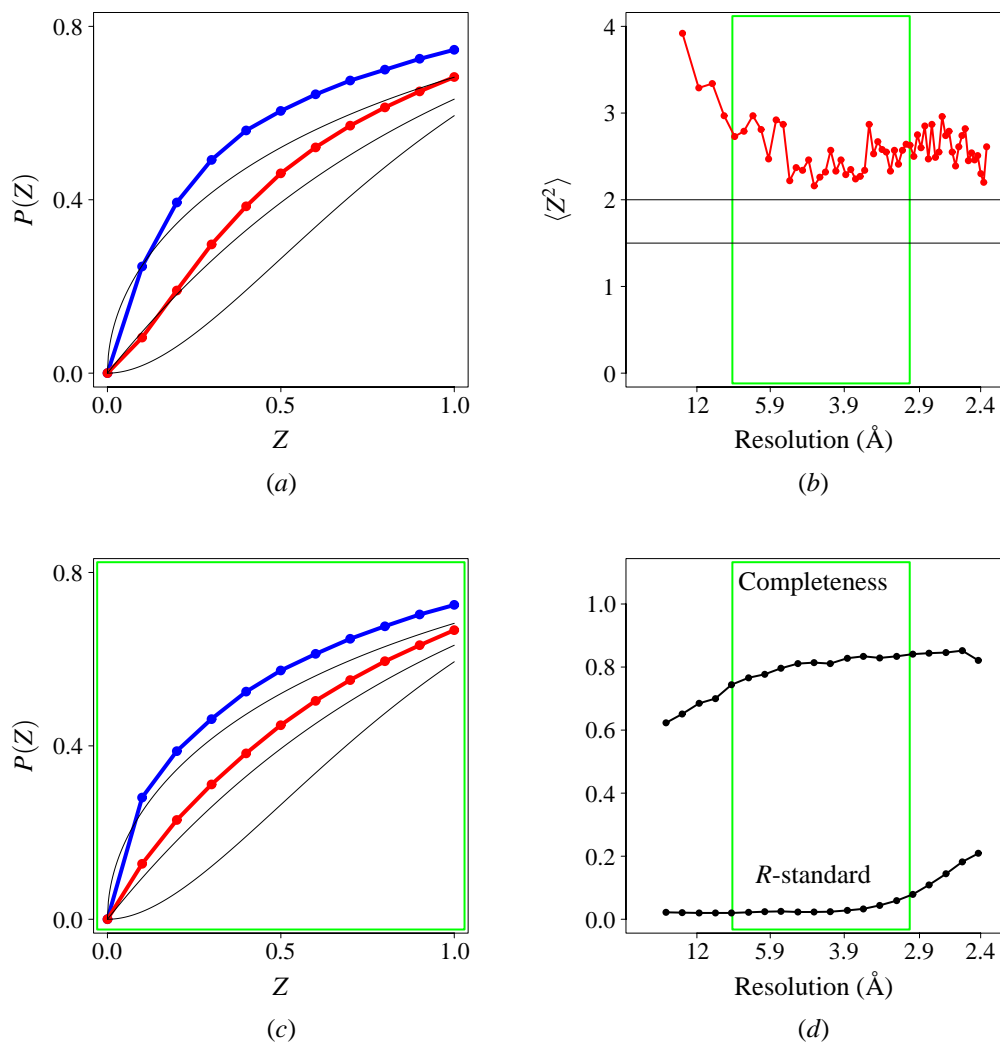 0.8
0.4
0.0
P(Z)
0.0 0.5 1.0
Z
(a)
4
3
2
1
0
⟨Z²⟩
12 5.9 3.9 2.9 2.4
Resolution (Å)
(b)
0.8
0.4
0.0
P(Z)
0.0 0.5 1.0
Z
(c)
Completeness
1.0
0.8
0.6
0.4
0.2
0.0
R-standard
12 5.9 3.9 2.9 2.4
Resolution (Å)
(d)